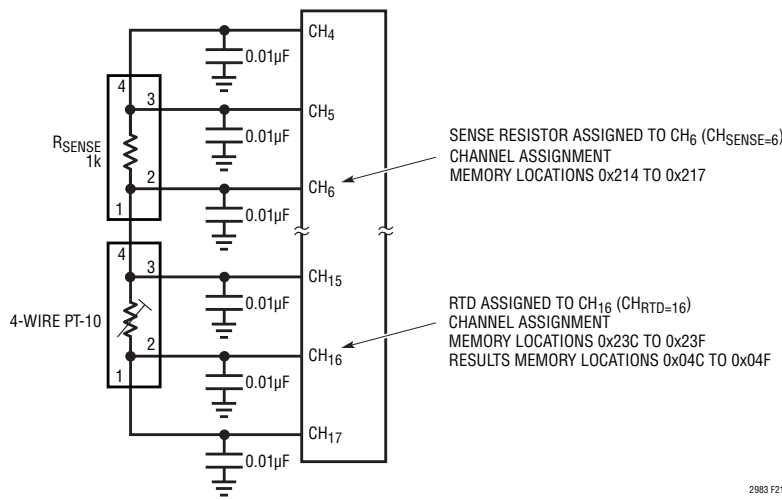 CH4
0.01µF
4
3
CH5
RSENSE
1k
0.01µF
2
CH6
1
0.01µF
SENSE RESISTOR ASSIGNED TO CH6 (CHSENSE=6)
CHANNEL ASSIGNMENT
MEMORY LOCATIONS 0x214 TO 0x217
4
3
CH15
4-WIRE PT-10
0.01µF
2
CH16
1
0.01µF
RTD ASSIGNED TO CH16 (CHRTD=16)
CHANNEL ASSIGNMENT
MEMORY LOCATIONS 0x23C TO 0x23F
RESULTS MEMORY LOCATIONS 0x04C TO 0x04F
CH17
0.01µF
2983 F21